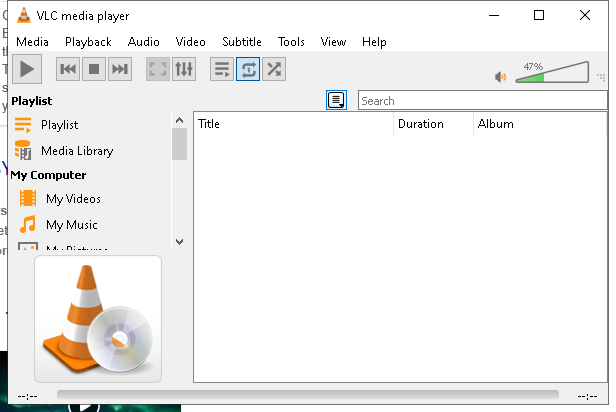 VLC media player
Media Playback Audio Video Subtitle Tools View Help
47%
Playlist
Search
Playlist
Media Library
My Computer
My Videos
My Music
My Pictures
Title Duration Album
--:-- --:--